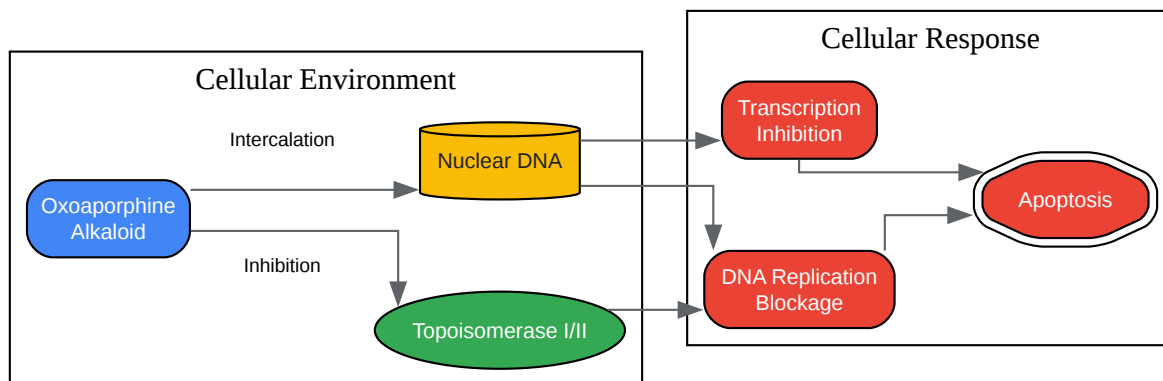 Cellular Response
Cellular Environment
Transcription
Inhibition
Intercalation
Nuclear DNA
Oxoaporphine
Alkaloid
Apoptosis
Inhibition
DNA Replication
Blockage
Topoisomerase I/II